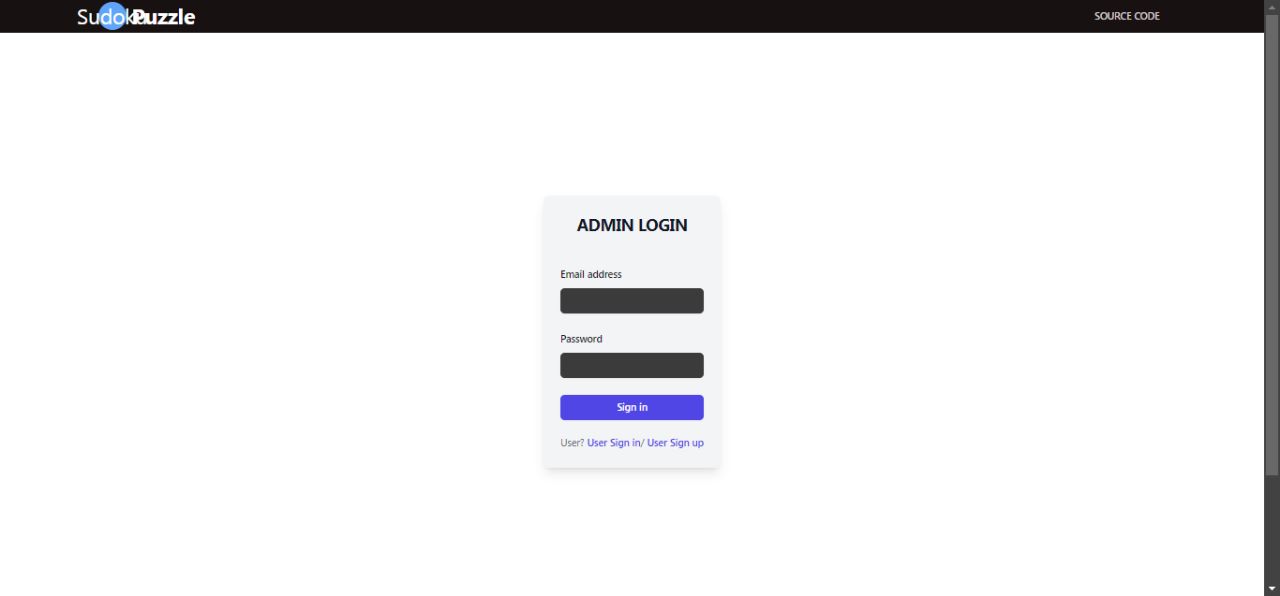 SudokuPuzzle
SOURCE CODE
ADMIN LOGIN
Email address
Password
Sign in
User? User Sign in/ User Sign up